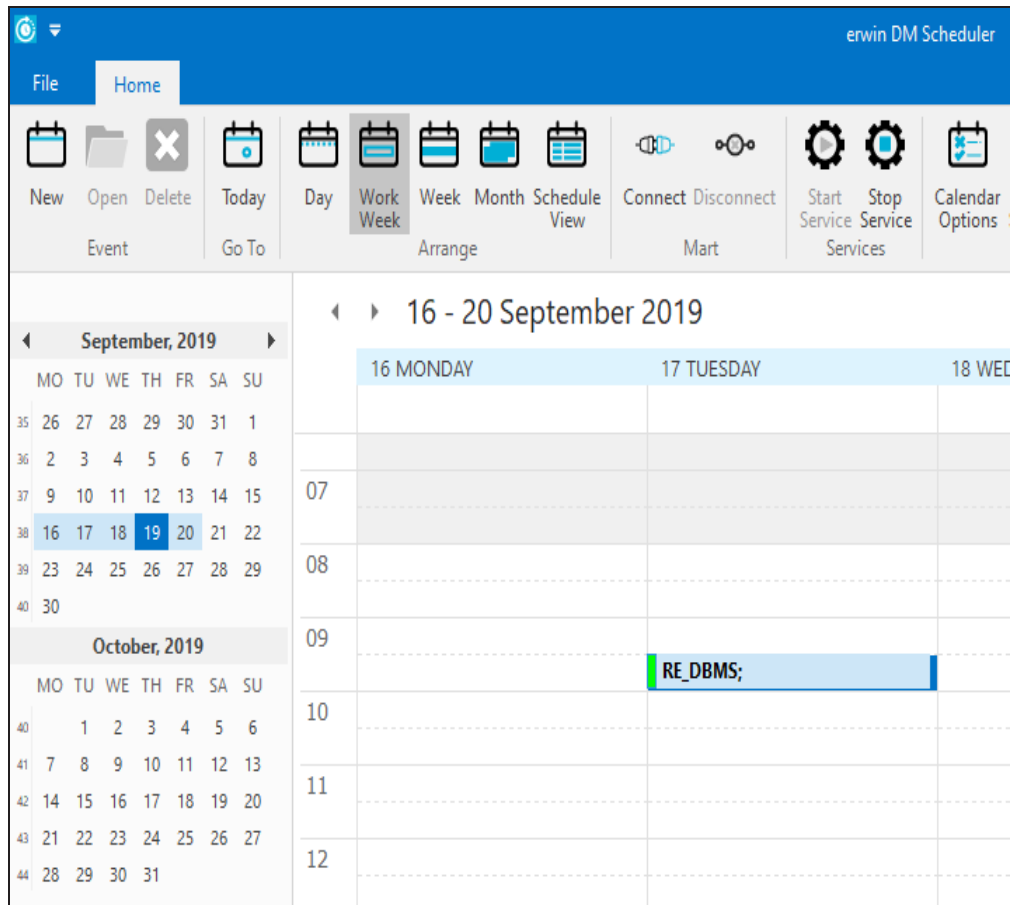 erwin DM Scheduler
File Home
New Open Delete Today Day Work Week Week Month Schedule View Connect Disconnect Start Service Stop Service Calendar Options
Event Go To Arrange Mart Services
16 - 20 September 2019
September, 2019
MO TU WE TH FR SA SU
35 26 27 28 29 30 31 1
36 2 3 4 5 6 7 8
37 9 10 11 12 13 14 15
38 16 17 18 19 20 21 22
39 23 24 25 26 27 28 29
40 30
October, 2019
MO TU WE TH FR SA SU
40 1 2 3 4 5 6
41 7 8 9 10 11 12 13
42 14 15 16 17 18 19 20
43 21 22 23 24 25 26 27
44 28 29 30 31
16 MONDAY 17 TUESDAY 18 WED
07
08
09
RE_DBMS;
10
11
12